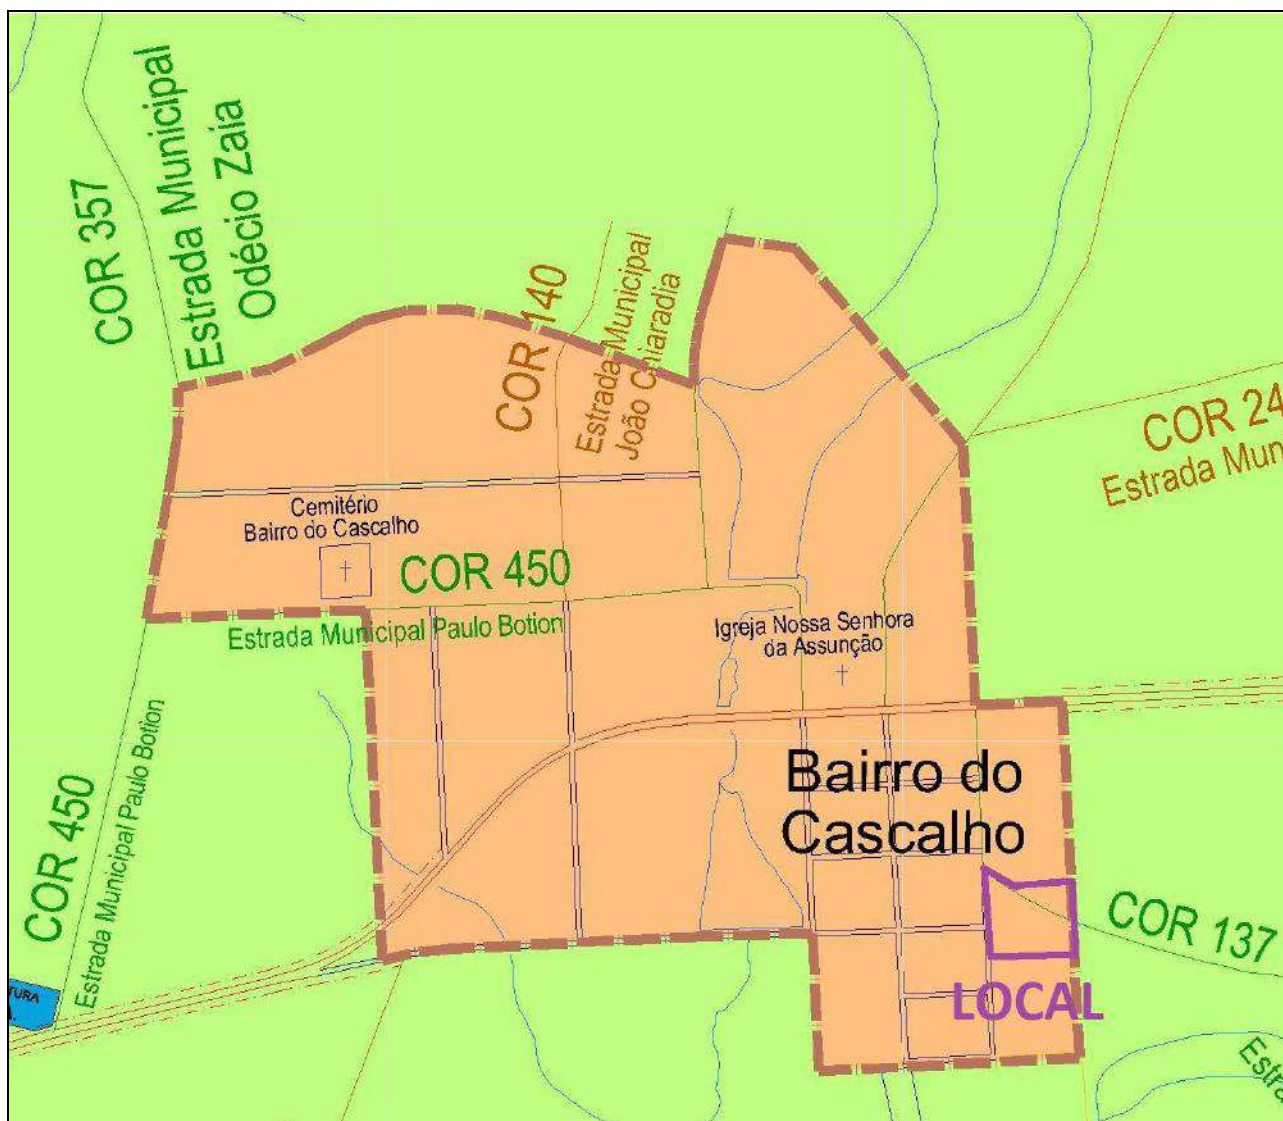 Estrada Municipal
Odécio Zaia
COR 357
COR 140
Estrada Municipal
João Chiaradia
COR 24
Estrada Mun
Cemitério
Bairro do Cascalho
COR 450
Estrada Municipal Paulo Botion
Igreja Nossa Senhora
da Assunção
Bairro do
Cascalho
COR 450
Estrada Municipal Paulo Botion
COR 137
LOCAL
TURA
Estra